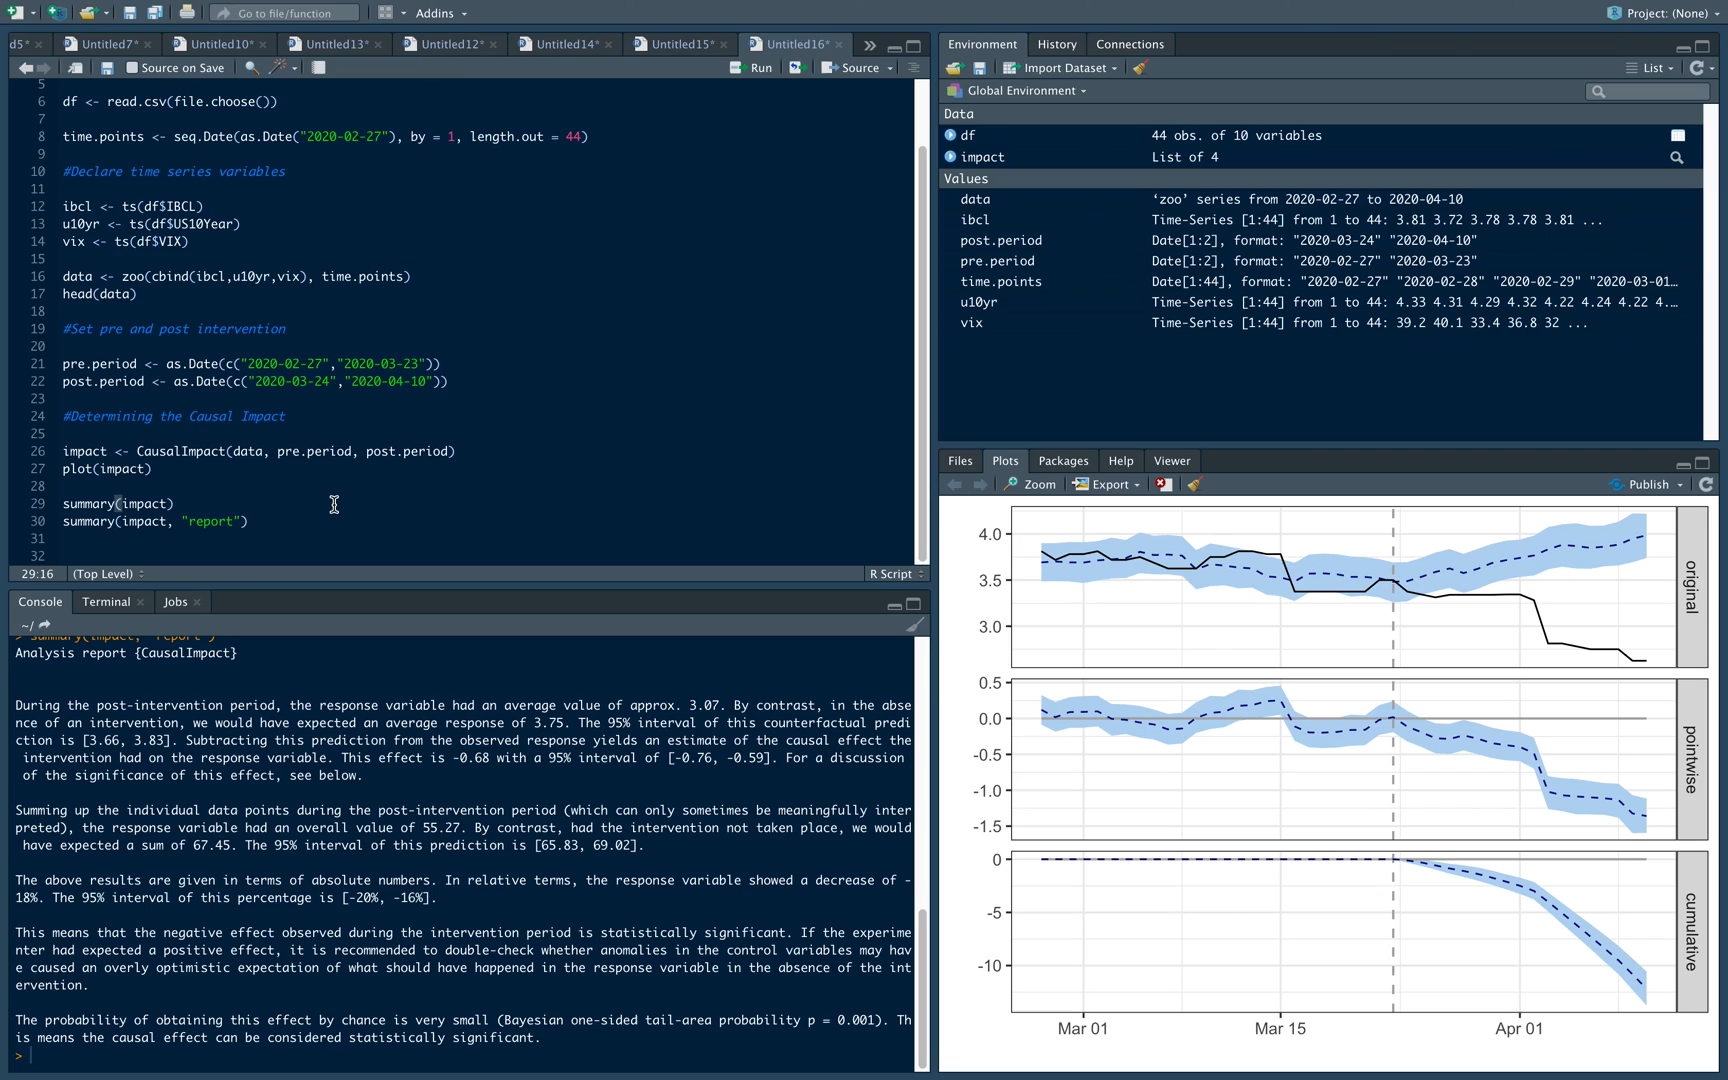 Go to file/function
Addins
Project: (None)
d5*
Untitled7*
Untitled10*
Untitled13*
Untitled12*
Untitled14*
Untitled15*
Untitled16*
Source on Save
Run
Source
5
6 df <- read.csv(file.choose())
7
8 time.points <- seq.Date(as.Date("2020-02-27"), by = 1, length.out = 44)
9
10 #Declare time series variables
11
12 ibcl <- ts(df$IBCL)
13 u10yr <- ts(df$US10Year)
14 vix <- ts(df$VIX)
15
16 data <- zoo(cbind(ibcl,u10yr,vix), time.points)
17 head(data)
18
19 #Set pre and post intervention
20
21 pre.period <- as.Date(c("2020-02-27","2020-03-23"))
22 post.period <- as.Date(c("2020-03-24","2020-04-10"))
23
24 #Determining the Causal Impact
25
26 impact <- CausalImpact(data, pre.period, post.period)
27 plot(impact)
28
29 summary(impact)
30 summary(impact, "report")
31
32
29:16 (Top Level) R Script
Console Terminal Jobs
~/
> summary(impact, "report")
Analysis report {CausalImpact}
During the post-intervention period, the response variable had an average value of approx. 3.07. By contrast, in the abse
nce of an intervention, we would have expected an average response of 3.75. The 95% interval of this counterfactual predi
ction is [3.66, 3.83]. Subtracting this prediction from the observed response yields an estimate of the causal effect the
intervention had on the response variable. This effect is -0.68 with a 95% interval of [-0.76, -0.59]. For a discussion
of the significance of this effect, see below.
Summing up the individual data points during the post-intervention period (which can only sometimes be meaningfully inter
preted), the response variable had an overall value of 55.27. By contrast, had the intervention not taken place, we would
have expected a sum of 67.45. The 95% interval of this prediction is [65.83, 69.02].
The above results are given in terms of absolute numbers. In relative terms, the response variable showed a decrease of -
18%. The 95% interval of this percentage is [-20%, -16%].
This means that the negative effect observed during the intervention period is statistically significant. If the experime
nter had expected a positive effect, it is recommended to double-check whether anomalies in the control variables may hav
e caused an overly optimistic expectation of what should have happened in the response variable in the absence of the int
ervention.
The probability of obtaining this effect by chance is very small (Bayesian one-sided tail-area probability p = 0.001). Th
is means the causal effect can be considered statistically significant.
>
Environment History Connections
Import Dataset
List
Global Environment
Data
df 44 obs. of 10 variables
impact List of 4
Values
data ‘zoo’ series from 2020-02-27 to 2020-04-10
ibcl Time-Series [1:44] from 1 to 44: 3.81 3.72 3.78 3.78 3.81 ...
post.period Date[1:2], format: "2020-03-24" "2020-04-10"
pre.period Date[1:2], format: "2020-02-27" "2020-03-23"
time.points Date[1:44], format: "2020-02-27" "2020-02-28" "2020-02-29" "2020-03-01…
u10yr Time-Series [1:44] from 1 to 44: 4.33 4.31 4.29 4.32 4.22 4.24 4.22 4.…
vix Time-Series [1:44] from 1 to 44: 39.2 40.1 33.4 36.8 32 ...
Files Plots Packages Help Viewer
Zoom Export Publish
4.0
3.5
3.0
original
0.5
0.0
-0.5
-1.0
-1.5
pointwise
0
-5
-10
cumulative
Mar 01 Mar 15 Apr 01